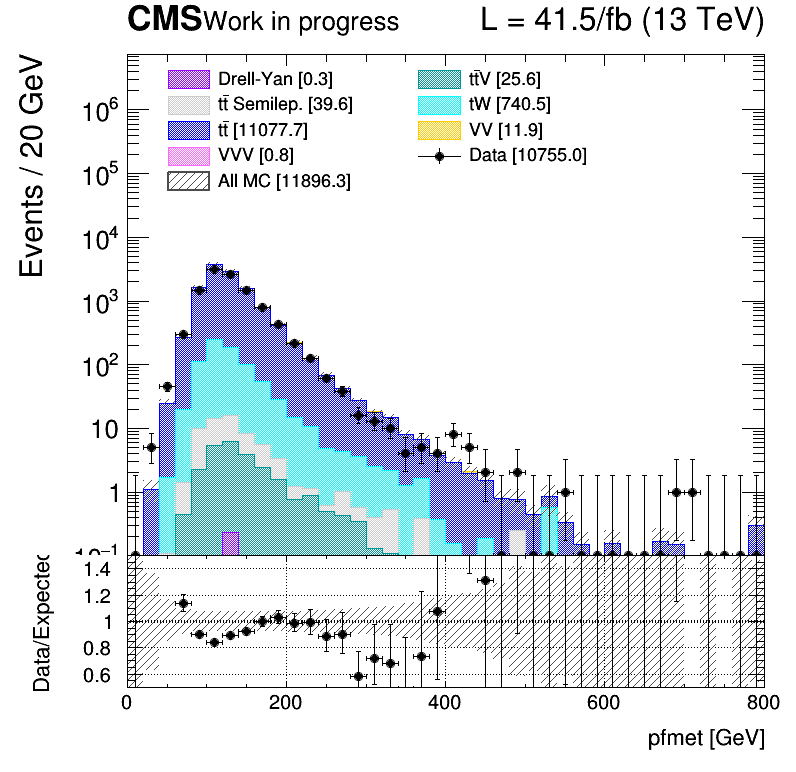 CMS Work in progress L = 41.5/fb (13 TeV)
Events / 20 GeV
Drell-Yan [0.3]
tt̄ Semilep. [39.6]
tt̄ [11077.7]
VVV [0.8]
All MC [11896.3]
tt̄V [25.6]
tW [740.5]
VV [11.9]
Data [10755.0]
10⁶
10⁵
10⁴
10³
10²
10
1
10⁻¹
Data/Expected
1.4
1.2
1
0.8
0.6
0 200 400 600 800
pfmet [GeV]